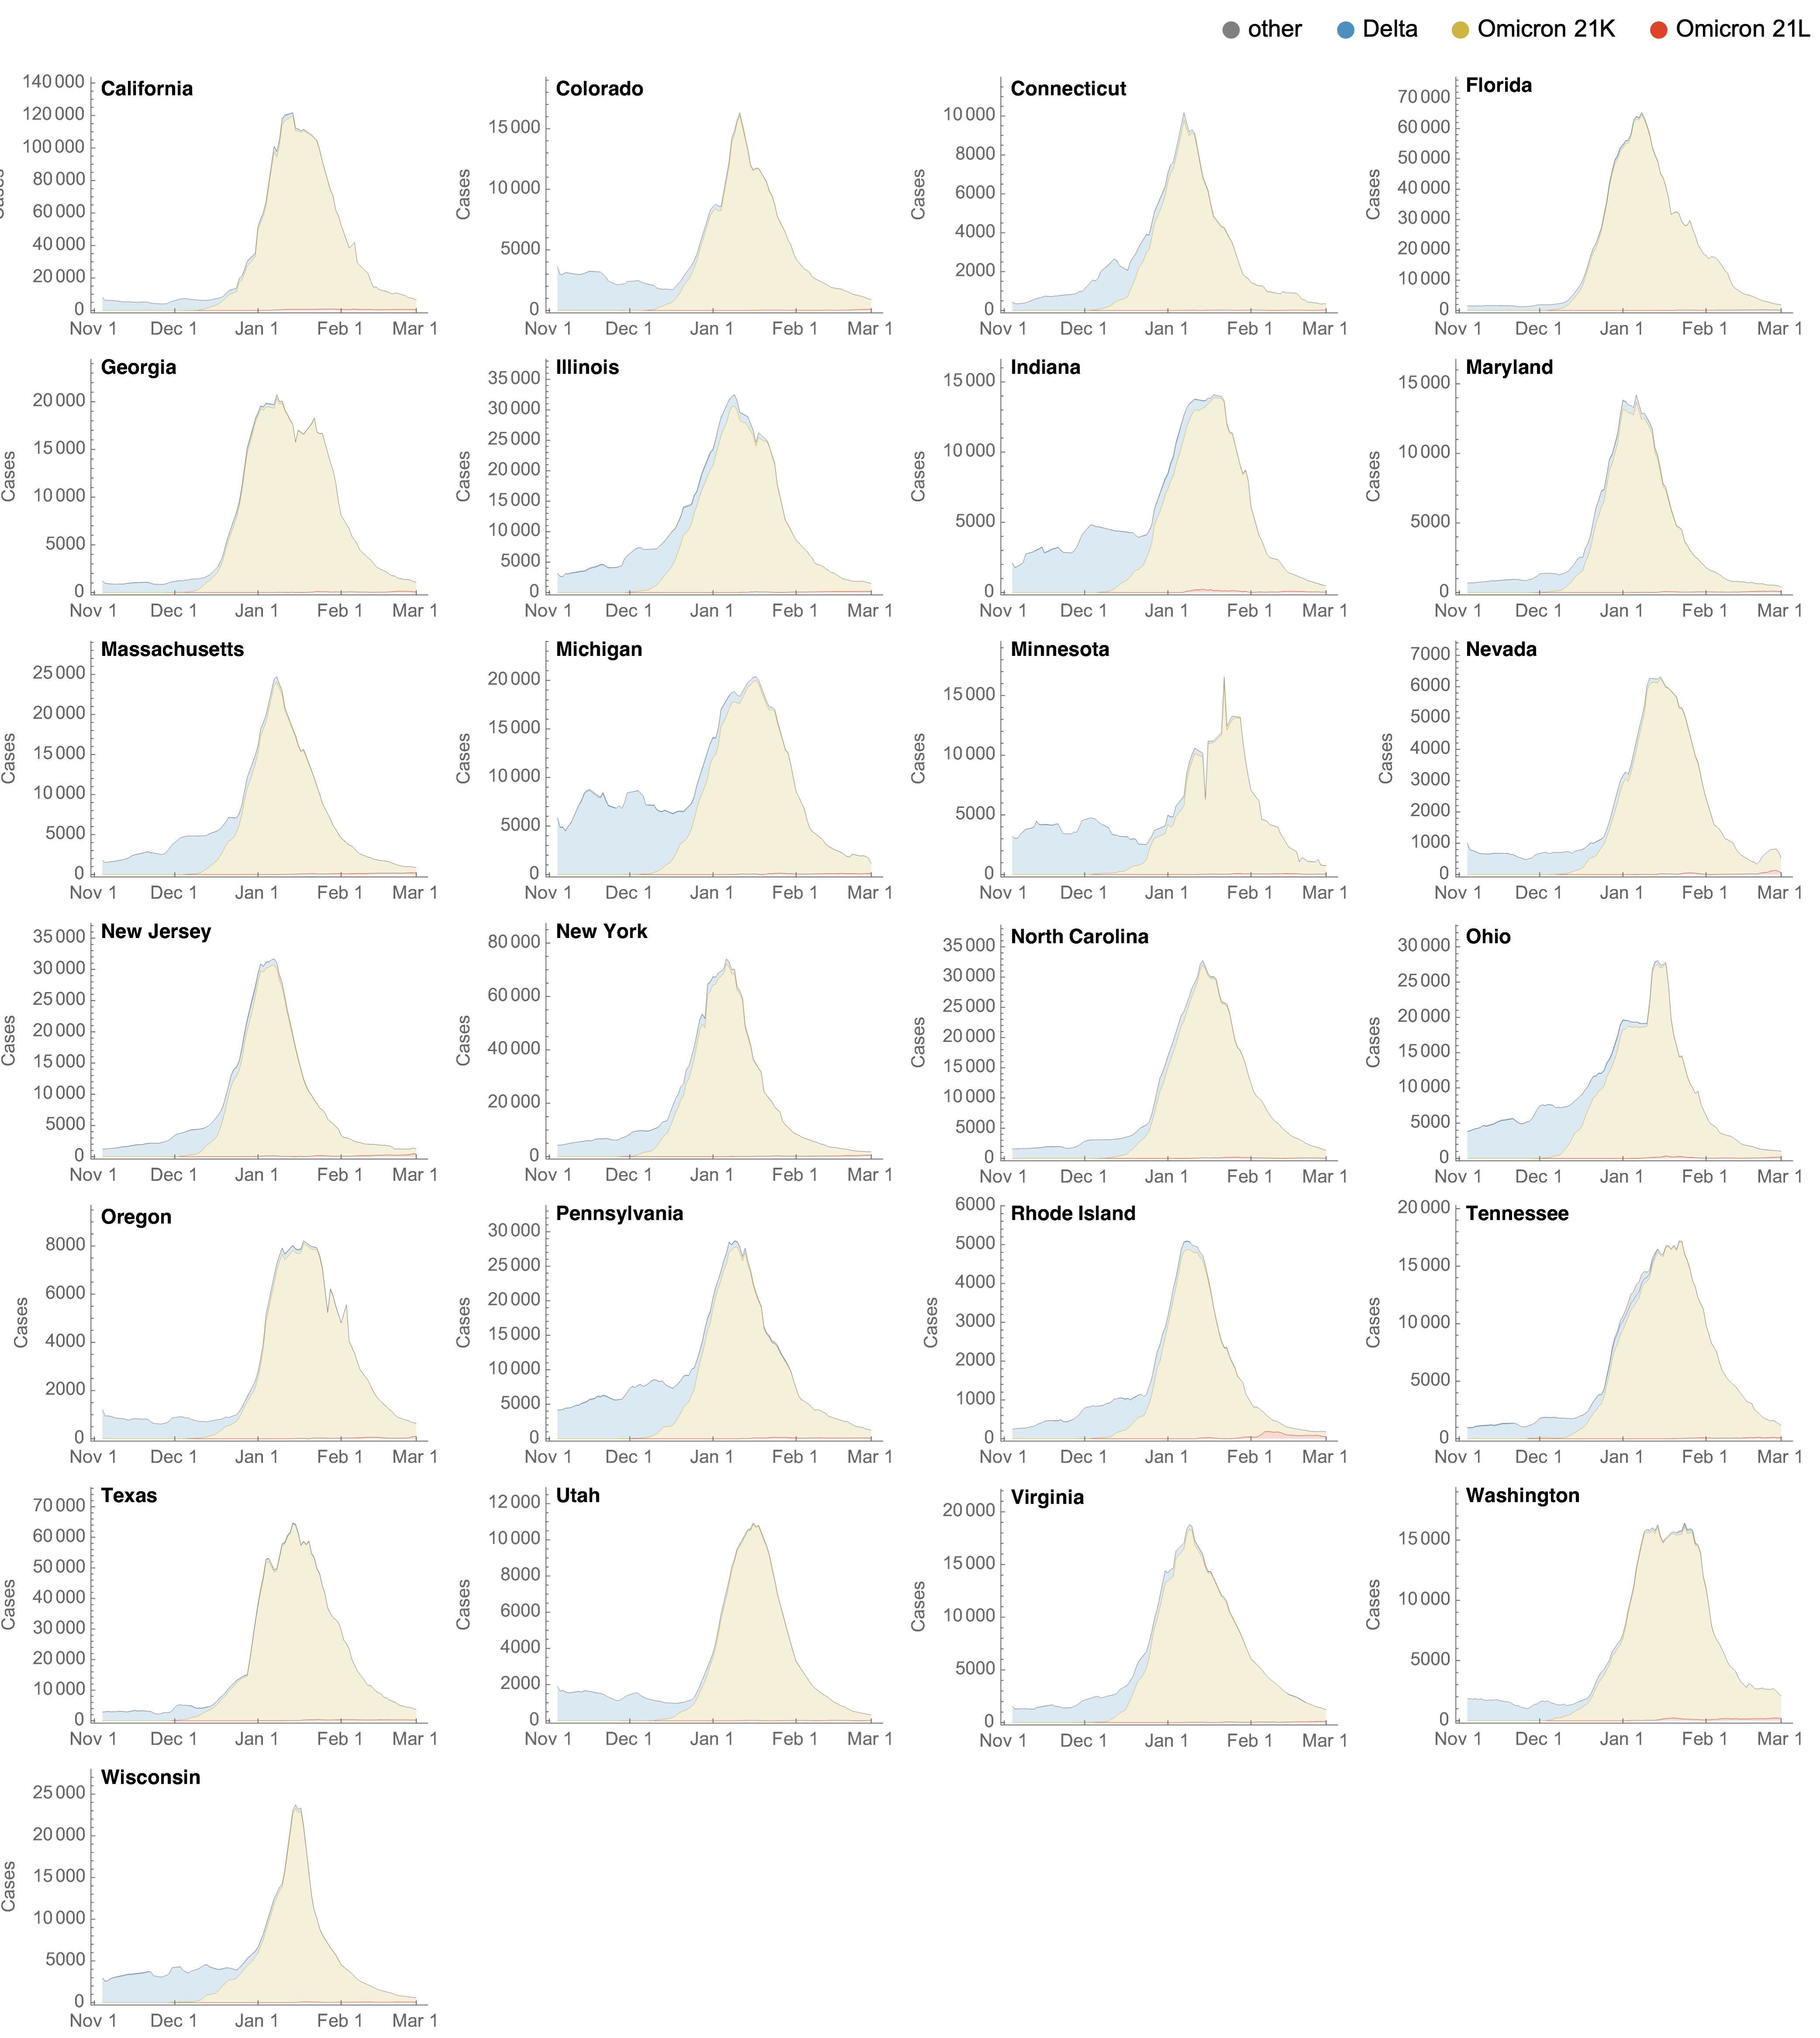 other Delta Omicron 21K Omicron 21L
California
140 000
120 000
100 000
80 000
60 000
40 000
20 000
0
Cases
Nov 1 Dec 1 Jan 1 Feb 1 Mar 1
Colorado
15 000
10 000
5000
0
Cases
Nov 1 Dec 1 Jan 1 Feb 1 Mar 1
Connecticut
10 000
8000
6000
4000
2000
0
Cases
Nov 1 Dec 1 Jan 1 Feb 1 Mar 1
Florida
70 000
60 000
50 000
40 000
30 000
20 000
10 000
0
Cases
Nov 1 Dec 1 Jan 1 Feb 1 Mar 1
Georgia
20 000
15 000
10 000
5000
0
Cases
Nov 1 Dec 1 Jan 1 Feb 1 Mar 1
Illinois
35 000
30 000
25 000
20 000
15 000
10 000
5000
0
Cases
Nov 1 Dec 1 Jan 1 Feb 1 Mar 1
Indiana
15 000
10 000
5000
0
Cases
Nov 1 Dec 1 Jan 1 Feb 1 Mar 1
Maryland
15 000
10 000
5000
0
Cases
Nov 1 Dec 1 Jan 1 Feb 1 Mar 1
Massachusetts
25 000
20 000
15 000
10 000
5000
0
Cases
Nov 1 Dec 1 Jan 1 Feb 1 Mar 1
Michigan
20 000
15 000
10 000
5000
0
Cases
Nov 1 Dec 1 Jan 1 Feb 1 Mar 1
Minnesota
15 000
10 000
5000
0
Cases
Nov 1 Dec 1 Jan 1 Feb 1 Mar 1
Nevada
7000
6000
5000
4000
3000
2000
1000
0
Cases
Nov 1 Dec 1 Jan 1 Feb 1 Mar 1
New Jersey
35 000
30 000
25 000
20 000
15 000
10 000
5000
0
Cases
Nov 1 Dec 1 Jan 1 Feb 1 Mar 1
New York
80 000
60 000
40 000
20 000
0
Cases
Nov 1 Dec 1 Jan 1 Feb 1 Mar 1
North Carolina
35 000
30 000
25 000
20 000
15 000
10 000
5000
0
Cases
Nov 1 Dec 1 Jan 1 Feb 1 Mar 1
Ohio
30 000
25 000
20 000
15 000
10 000
5000
0
Cases
Nov 1 Dec 1 Jan 1 Feb 1 Mar 1
Oregon
8000
6000
4000
2000
0
Cases
Nov 1 Dec 1 Jan 1 Feb 1 Mar 1
Pennsylvania
30 000
25 000
20 000
15 000
10 000
5000
0
Cases
Nov 1 Dec 1 Jan 1 Feb 1 Mar 1
Rhode Island
6000
5000
4000
3000
2000
1000
0
Cases
Nov 1 Dec 1 Jan 1 Feb 1 Mar 1
Tennessee
20 000
15 000
10 000
5000
0
Cases
Nov 1 Dec 1 Jan 1 Feb 1 Mar 1
Texas
70 000
60 000
50 000
40 000
30 000
20 000
10 000
0
Cases
Nov 1 Dec 1 Jan 1 Feb 1 Mar 1
Utah
12 000
10 000
8000
6000
4000
2000
0
Cases
Nov 1 Dec 1 Jan 1 Feb 1 Mar 1
Virginia
20 000
15 000
10 000
5000
0
Cases
Nov 1 Dec 1 Jan 1 Feb 1 Mar 1
Washington
15 000
10 000
5000
0
Cases
Nov 1 Dec 1 Jan 1 Feb 1 Mar 1
Wisconsin
25 000
20 000
15 000
10 000
5000
0
Cases
Nov 1 Dec 1 Jan 1 Feb 1 Mar 1